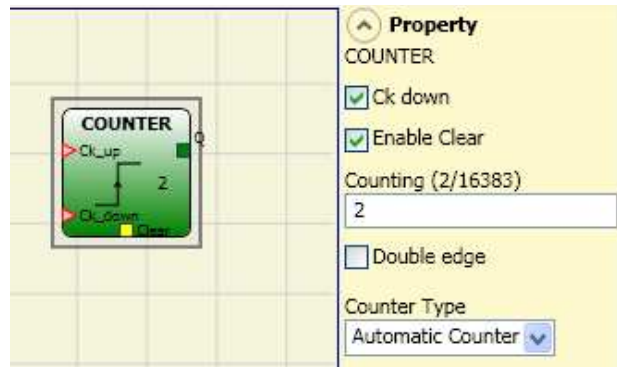 COUNTER
Ck_up
Q
2
Ck_down
Clear
Property
COUNTER
Ck down
Enable Clear
Counting (2/16383)
2
Double edge
Counter Type
Automatic Counter